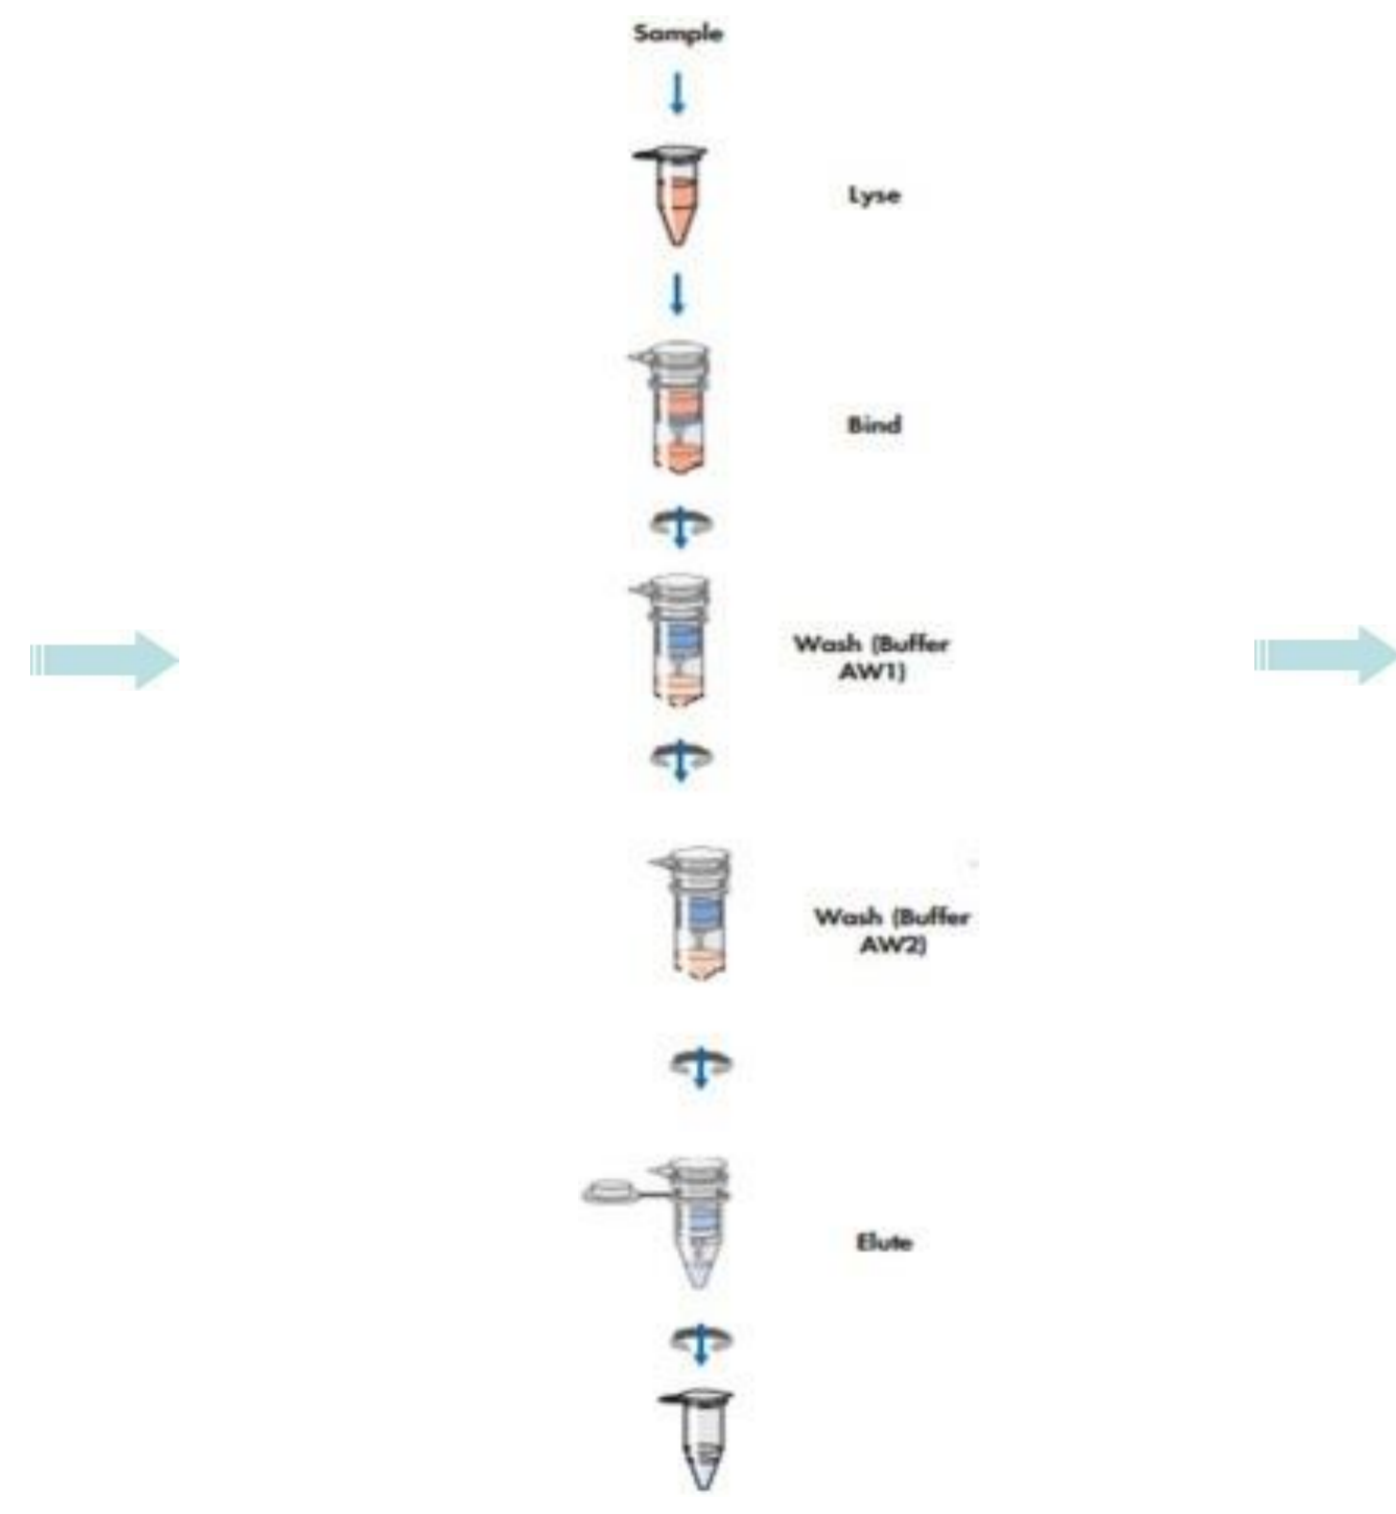 Sample
Lyse
Bind
Wash (Buffer
AW1)
Wash (Buffer
AW2)
Elute